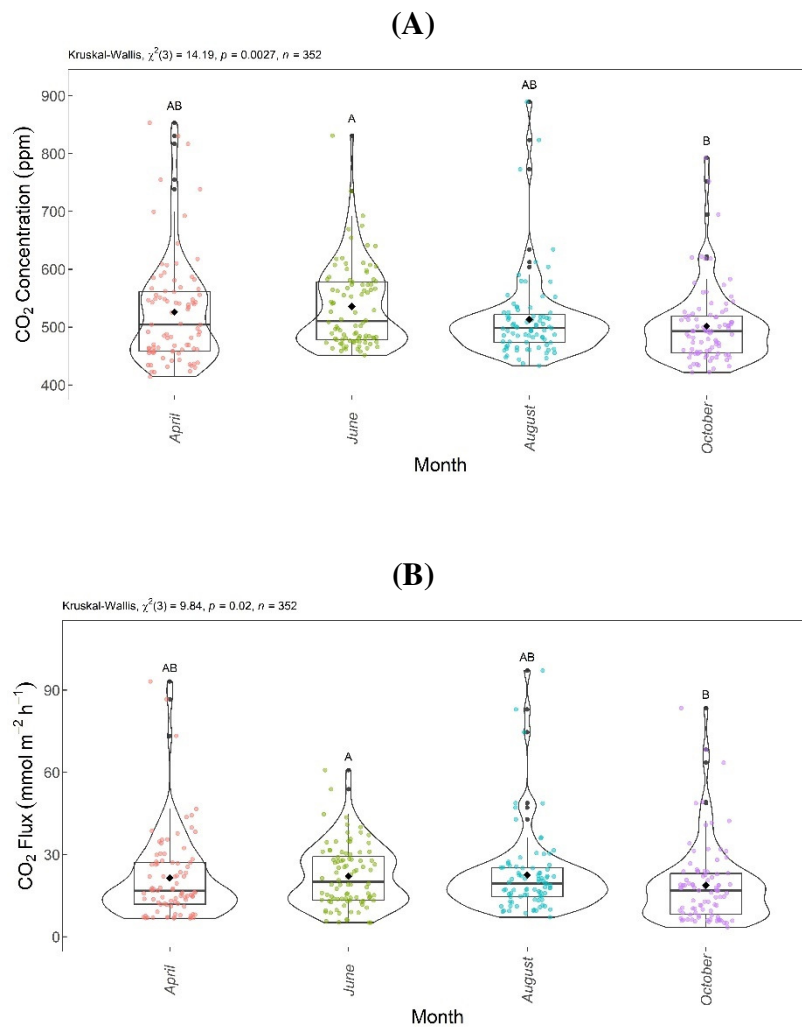 (A)
Kruskal-Wallis, χ²(3) = 14.19, p = 0.0027, n = 352
AB
A
AB
B
900
800
700
600
500
400
CO₂ Concentration (ppm)
April
June
August
October
Month
(B)
Kruskal-Wallis, χ²(3) = 9.84, p = 0.02, n = 352
AB
A
AB
B
90
60
30
0
CO₂ Flux (mmol m⁻² h⁻¹)
April
June
August
October
Month